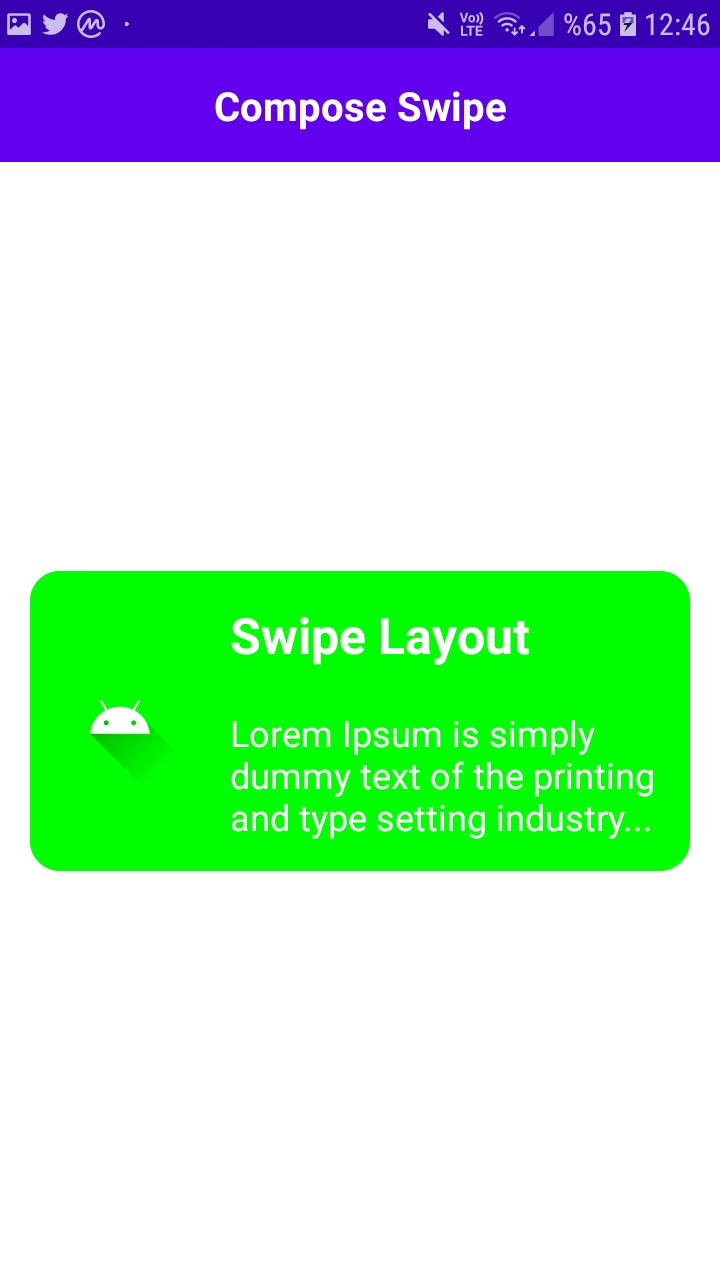 Vo)) LTE %65 12:46
Compose Swipe
Swipe Layout
Lorem Ipsum is simply
dummy text of the printing
and type setting industry...